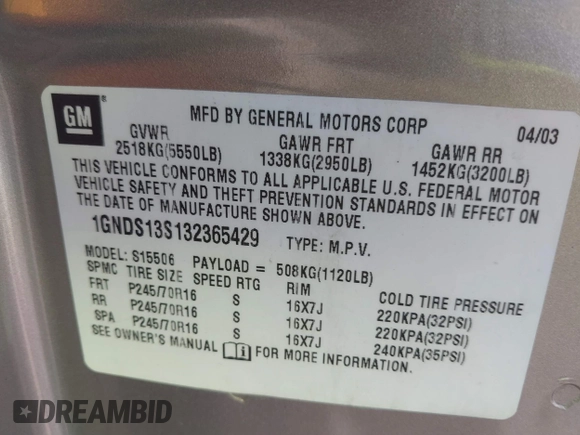 GM
MFD BY GENERAL MOTORS CORP 04/03
GVWR GAWR FRT GAWR RR
2518KG(5550LB) 1338KG(2950LB) 1452KG(3200LB)
THIS VEHICLE CONFORMS TO ALL APPLICABLE U.S. FEDERAL MOTOR
VEHICLE SAFETY AND THEFT PREVENTION STANDARDS IN EFFECT ON
THE DATE OF MANUFACTURE SHOWN ABOVE.
1GNDS13S132365429 TYPE: M.P.V.
MODEL: S15506 PAYLOAD = 508KG(1120LB)
SPMC TIRE SIZE SPEED RTG RIM COLD TIRE PRESSURE
FRT P245/70R16 S 16X7J 220KPA(32PSI)
RR P245/70R16 S 16X7J 220KPA(32PSI)
SPA P245/70R16 S 16X7J 240KPA(35PSI)
SEE OWNER'S MANUAL FOR MORE INFORMATION.
DREAMBID